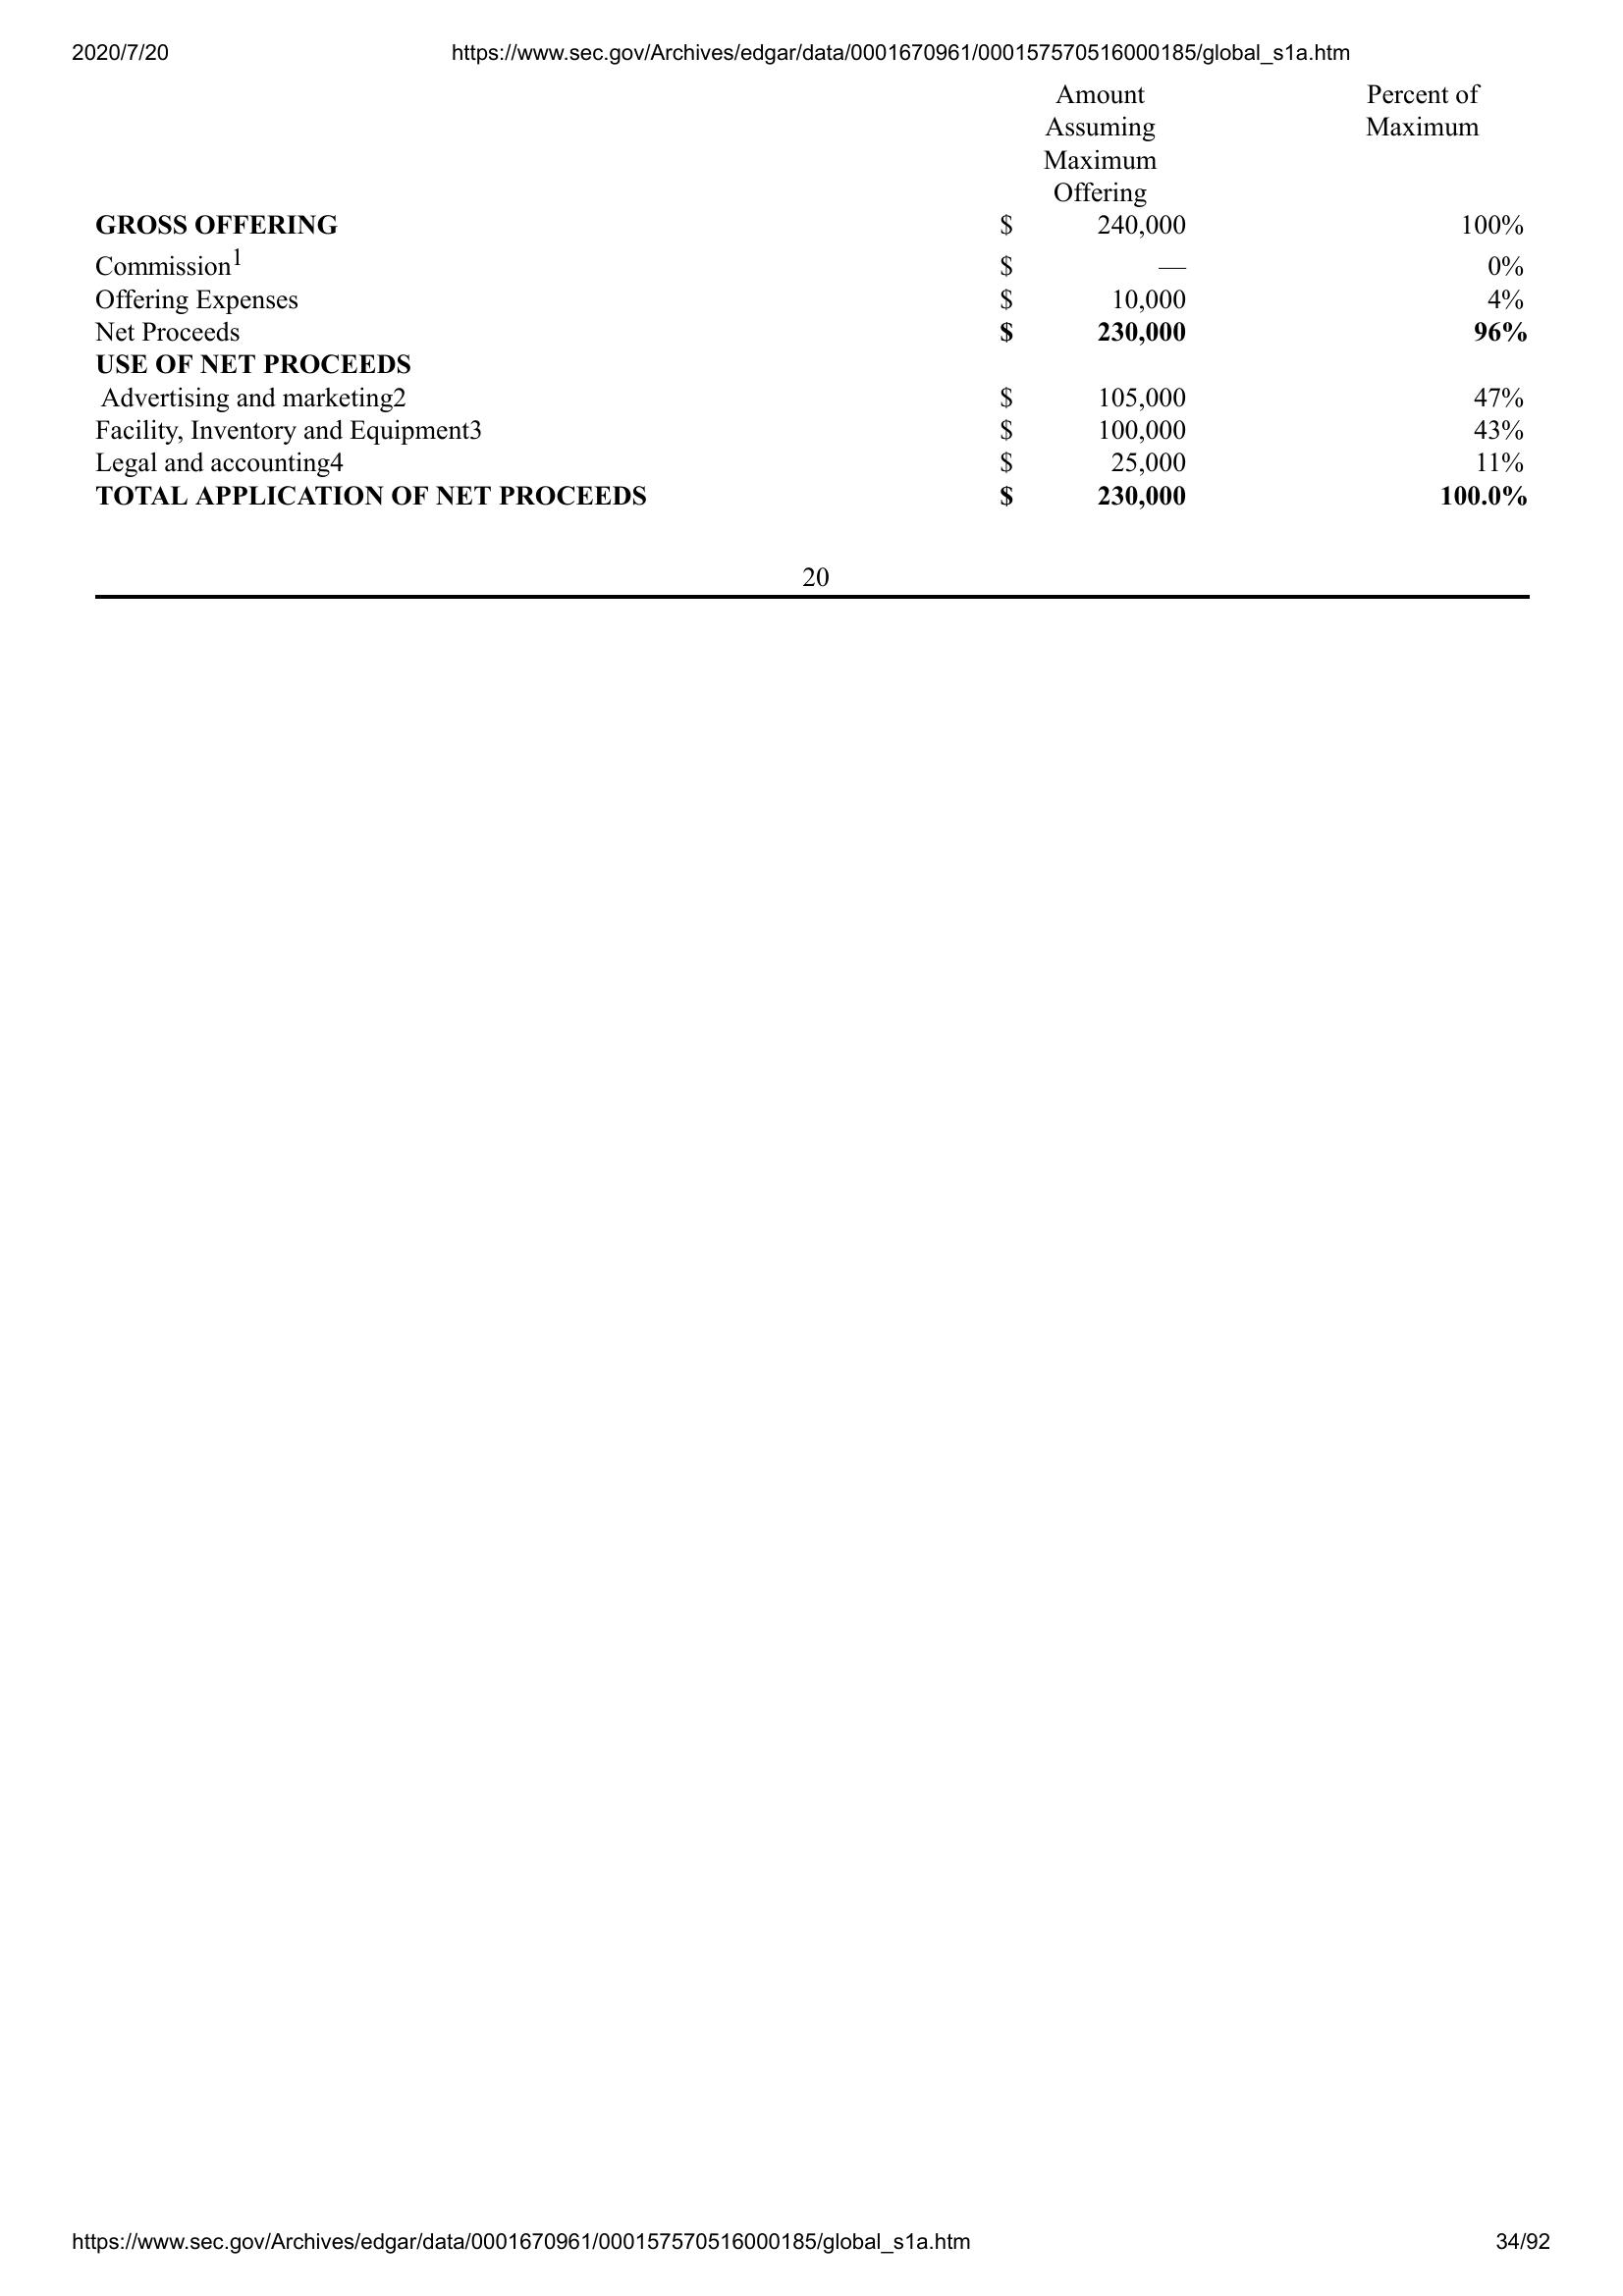 2020/7/20 https://www.sec.gov/Archives/edgar/data/0001670961/000157570516000185/global_s1a.htm
Amount Percent of
Assuming Maximum
Maximum
Offering
GROSS OFFERING $ 240,000 100%
Commission1 $ — 0%
Offering Expenses $ 10,000 4%
Net Proceeds $ 230,000 96%
USE OF NET PROCEEDS
Advertising and marketing2 $ 105,000 47%
Facility, Inventory and Equipment3 $ 100,000 43%
Legal and accounting4 $ 25,000 11%
TOTAL APPLICATION OF NET PROCEEDS $ 230,000 100.0%
20
https://www.sec.gov/Archives/edgar/data/0001670961/000157570516000185/global_s1a.htm 34/92